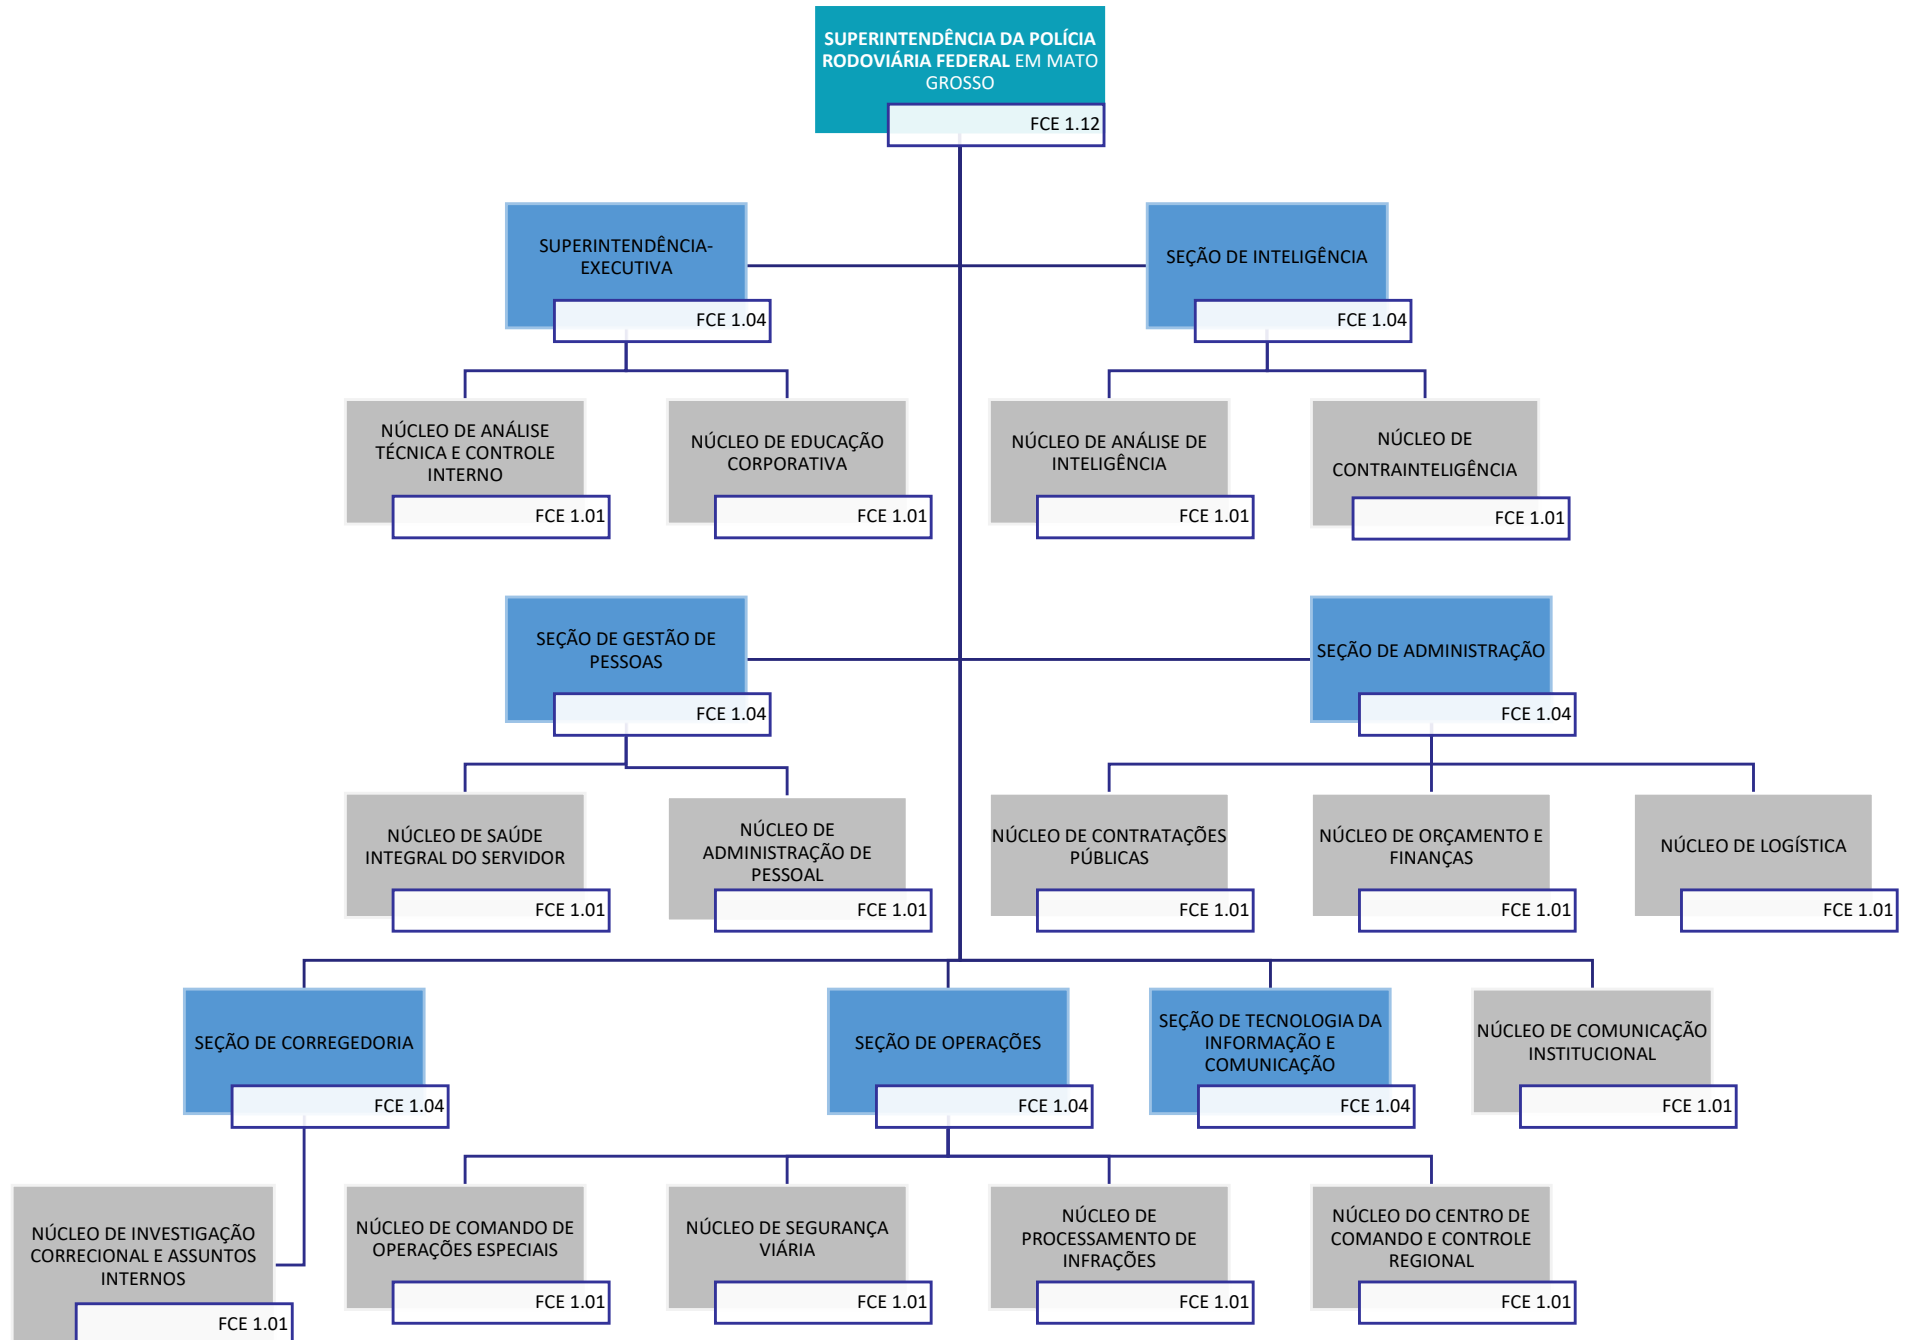 SUPERINTENDÊNCIA DA POLÍCIA
RODOVIÁRIA FEDERAL EM MATO
GROSSO
FCE 1.12
SUPERINTENDÊNCIA-
EXECUTIVA
FCE 1.04
SEÇÃO DE INTELIGÊNCIA
FCE 1.04
NÚCLEO DE ANÁLISE
TÉCNICA E CONTROLE
INTERNO
FCE 1.01
NÚCLEO DE EDUCAÇÃO
CORPORATIVA
FCE 1.01
NÚCLEO DE ANÁLISE DE
INTELIGÊNCIA
FCE 1.01
NÚCLEO DE
CONTRAINTELIGÊNCIA
FCE 1.01
SEÇÃO DE GESTÃO DE
PESSOAS
FCE 1.04
SEÇÃO DE ADMINISTRAÇÃO
FCE 1.04
NÚCLEO DE SAÚDE
INTEGRAL DO SERVIDOR
FCE 1.01
NÚCLEO DE
ADMINISTRAÇÃO DE
PESSOAL
FCE 1.01
NÚCLEO DE CONTRATAÇÕES
PÚBLICAS
FCE 1.01
NÚCLEO DE ORÇAMENTO E
FINANÇAS
FCE 1.01
NÚCLEO DE LOGÍSTICA
FCE 1.01
SEÇÃO DE CORREGEDORIA
FCE 1.04
SEÇÃO DE OPERAÇÕES
FCE 1.04
SEÇÃO DE TECNOLOGIA DA
INFORMAÇÃO E
COMUNICAÇÃO
FCE 1.04
NÚCLEO DE COMUNICAÇÃO
INSTITUCIONAL
FCE 1.01
NÚCLEO DE INVESTIGAÇÃO
CORRECIONAL E ASSUNTOS
INTERNOS
FCE 1.01
NÚCLEO DE COMANDO DE
OPERAÇÕES ESPECIAIS
FCE 1.01
NÚCLEO DE SEGURANÇA
VIÁRIA
FCE 1.01
NÚCLEO DE
PROCESSAMENTO DE
INFRAÇÕES
FCE 1.01
NÚCLEO DO CENTRO DE
COMANDO E CONTROLE
REGIONAL
FCE 1.01